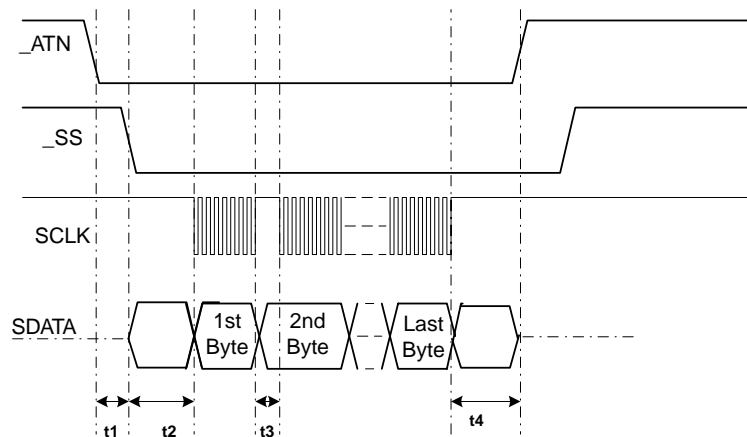 _ATN
_SS
SCLK
SDATA
1st
Byte
2nd
Byte
Last
Byte
t1
t2
t3
t4